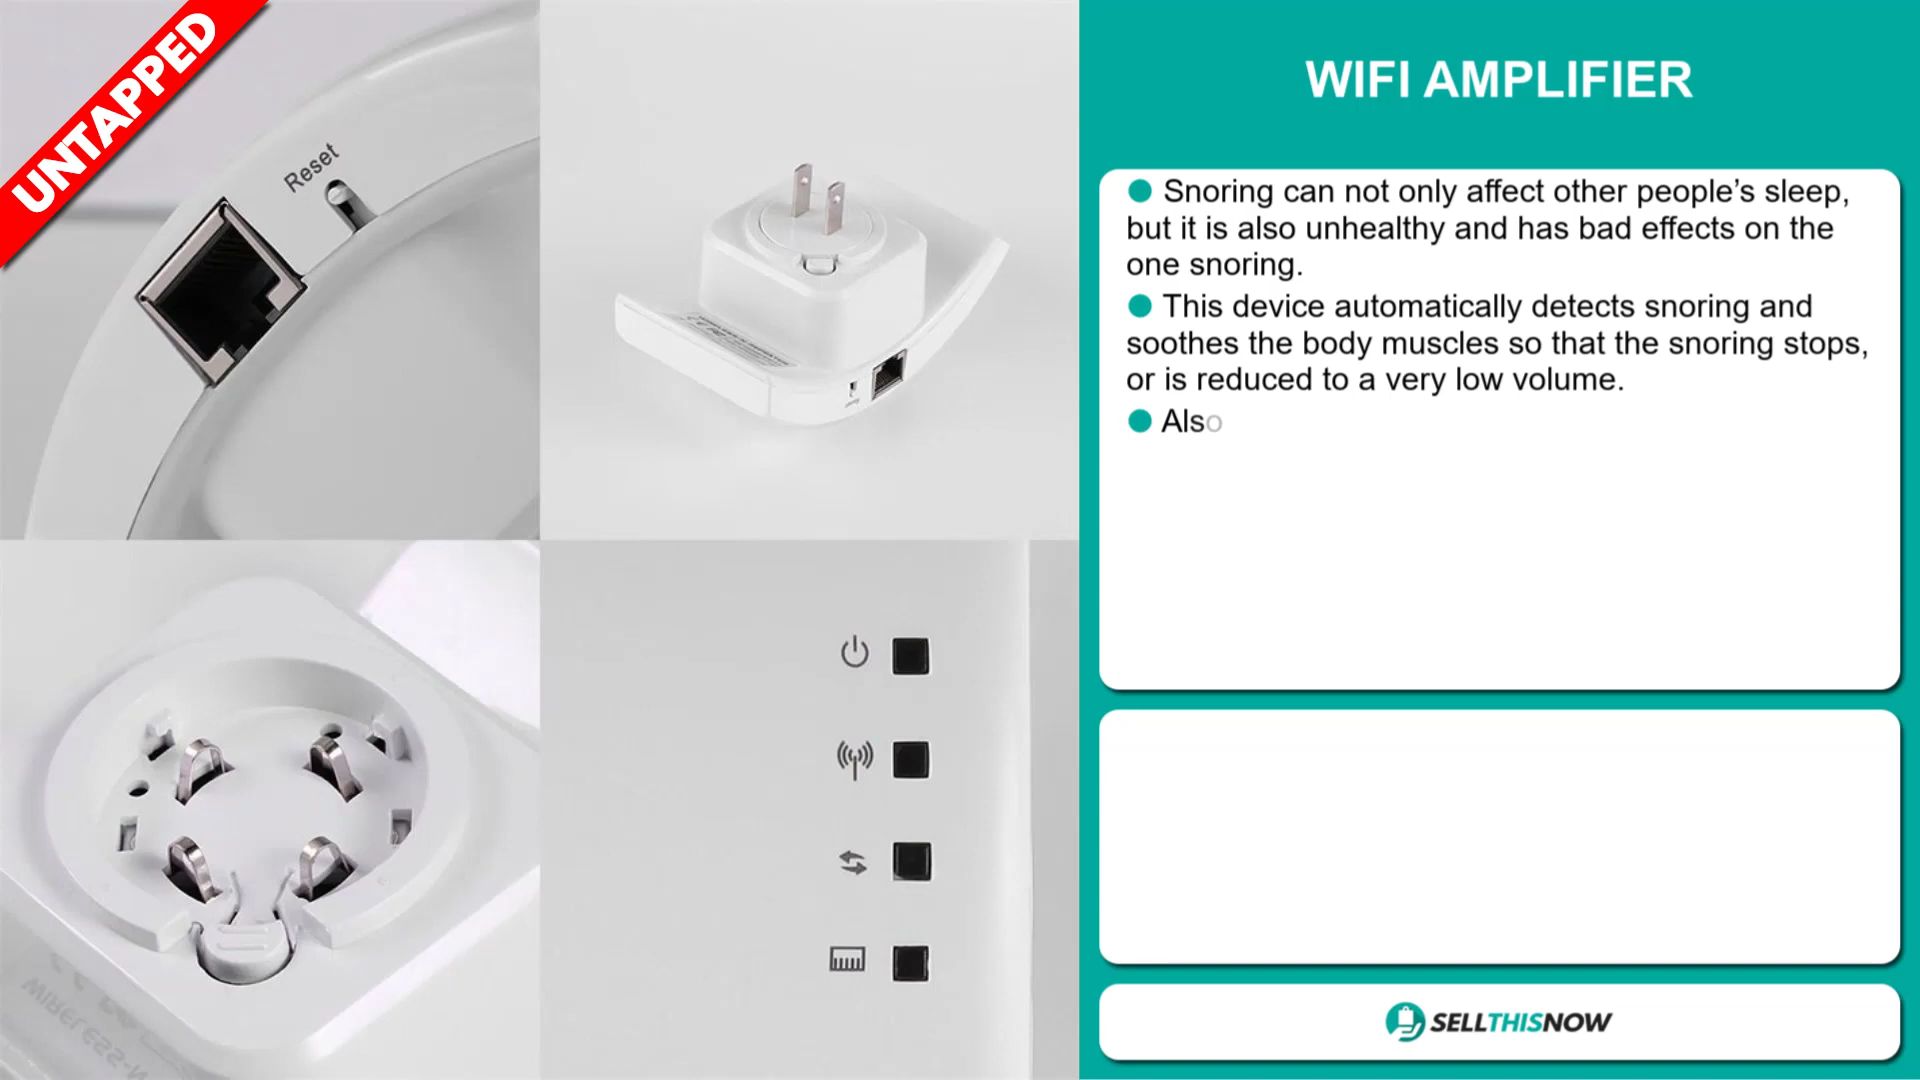 UNTAPPED
Reset
WIRELESS-N
WIFI AMPLIFIER
● Snoring can not only affect other people’s sleep,
but it is also unhealthy and has bad effects on the
one snoring.
● This device automatically detects snoring and
soothes the body muscles so that the snoring stops,
or is reduced to a very low volume.
● Also
SELLTHISNOW